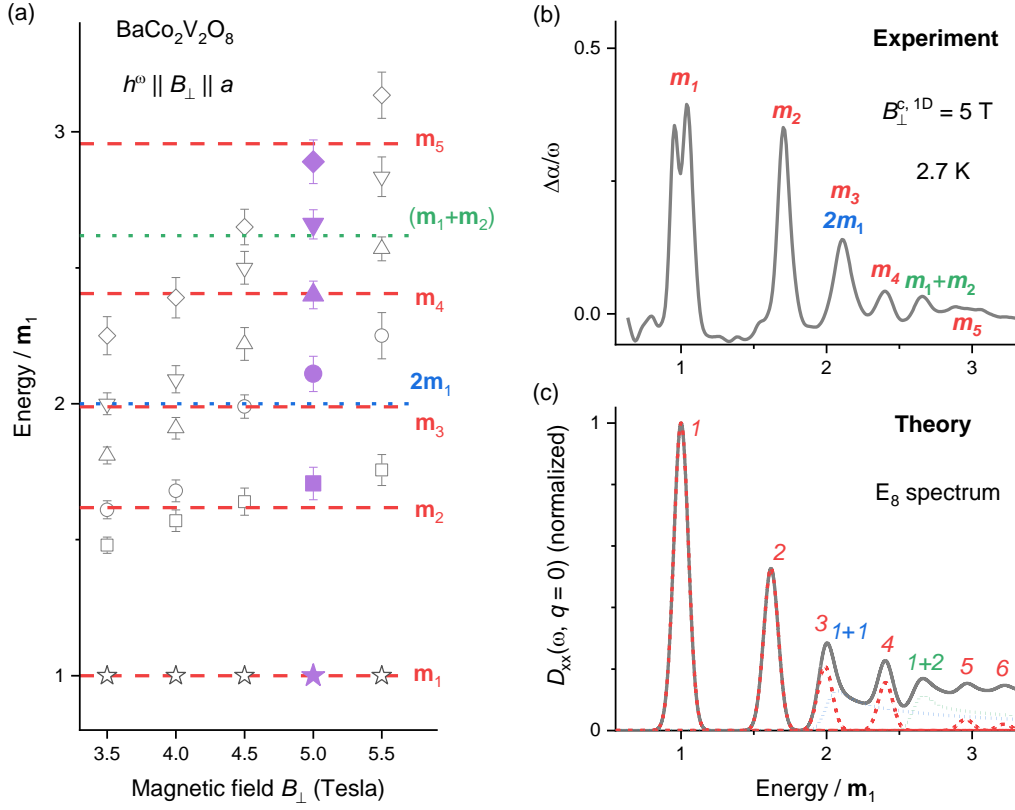 (a)
BaCo₂V₂O₈
h^ω || B⊥ || a
m₅
(m₁+m₂)
m₄
2m₁
m₃
m₂
m₁
Energy / m₁
3
2
1
3.5 4.0 4.5 5.0 5.5
Magnetic field B⊥ (Tesla)
(b)
Experiment
B⊥^c, 1D = 5 T
2.7 K
m₁
m₂
m₃
2m₁
m₄
m₁+m₂
m₅
Δα/ω
0.5
0.0
1 2 3
(c)
Theory
E₈ spectrum
1
2
3 1+1
4
1+2
5
6
D_xx(ω, q = 0) (normalized)
1
0
1 2 3
Energy / m₁